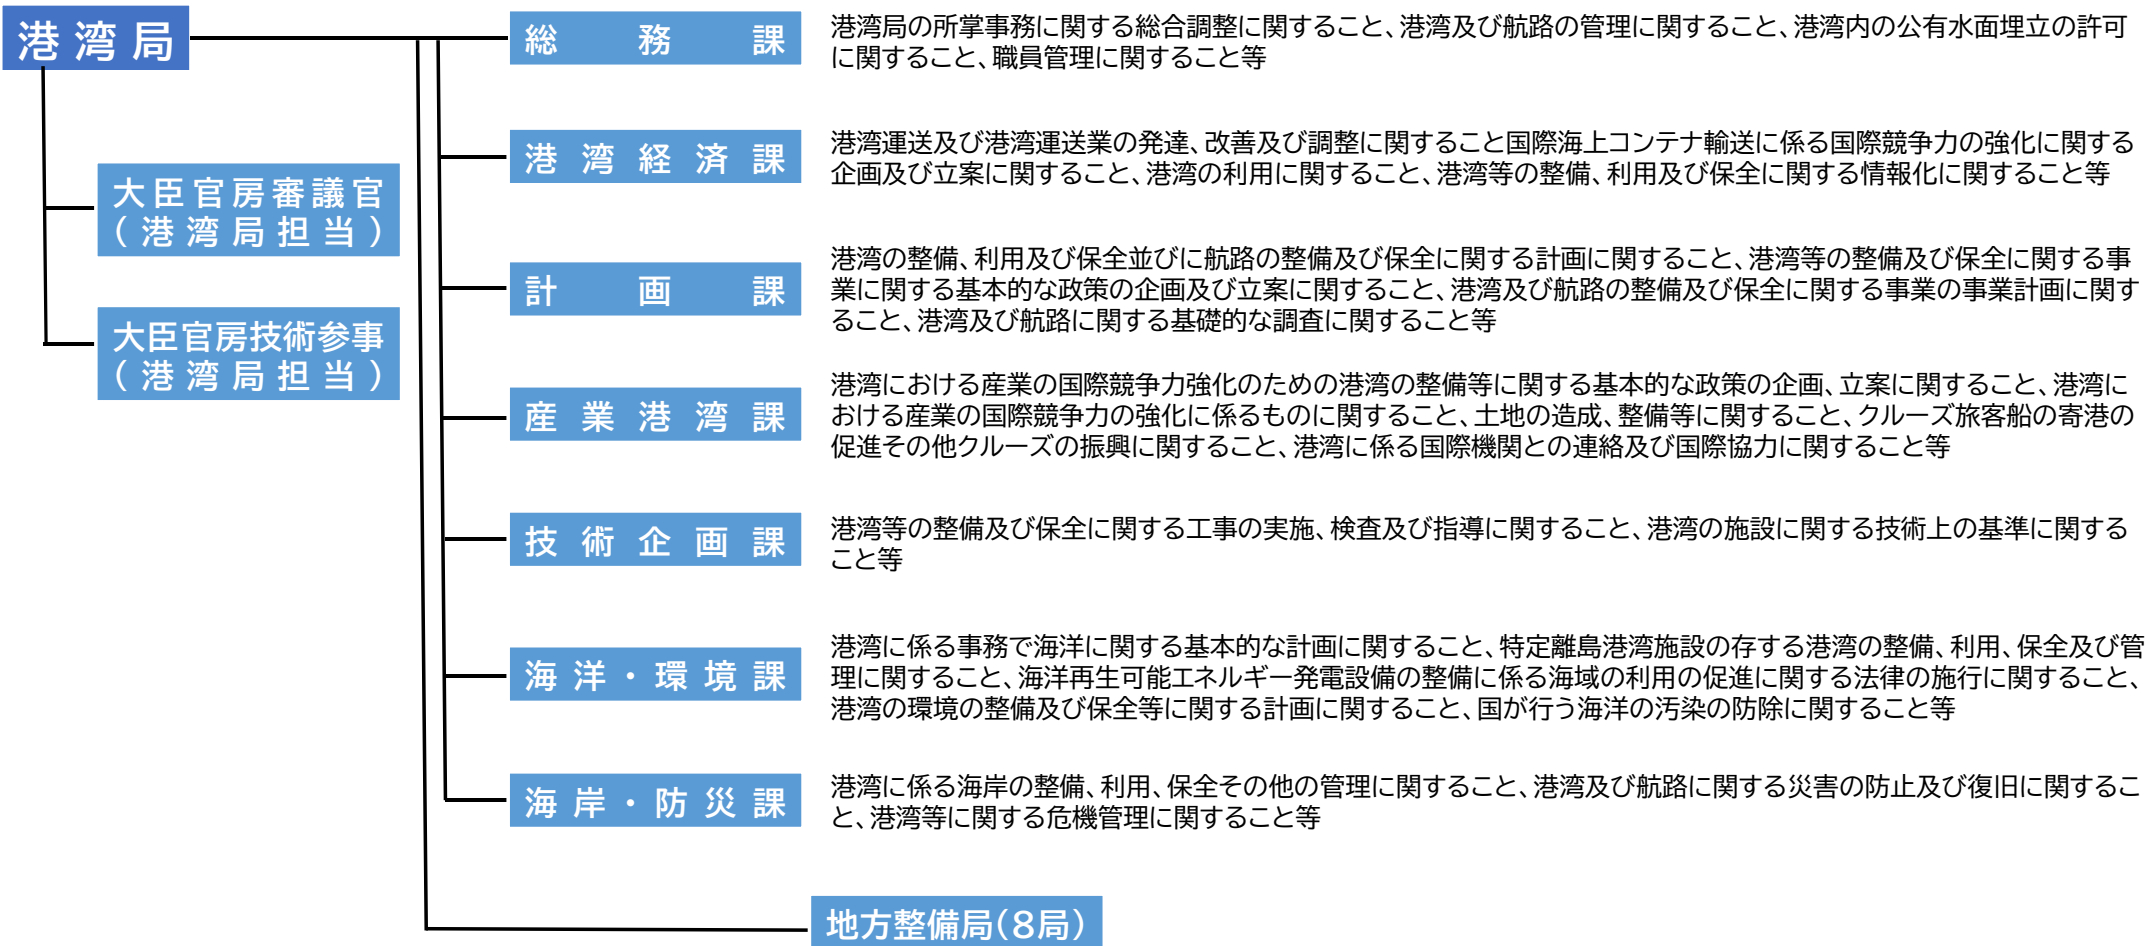 港湾局
総務課
港湾局の所掌事務に関する総合調整に関すること、港湾及び航路の管理に関すること、港湾内の公有水面埋立の許可
に関すること、職員管理に関すること等
港湾経済課
港湾運送及び港湾運送業の発達、改善及び調整に関すること国際海上コンテナ輸送に係る国際競争力の強化に関する
企画及び立案に関すること、港湾の利用に関すること、港湾等の整備、利用及び保全に関する情報化に関すること等
大臣官房審議官
(港湾局担当)
計画課
港湾の整備、利用及び保全並びに航路の整備及び保全に関する計画に関すること、港湾等の整備及び保全に関する事
業に関する基本的な政策の企画及び立案に関すること、港湾及び航路の整備及び保全に関する事業の事業計画に関す
ること、港湾及び航路に関する基礎的な調査に関すること等
大臣官房技術参事
(港湾局担当)
産業港湾課
港湾における産業の国際競争力強化のための港湾の整備等に関する基本的な政策の企画、立案に関すること、港湾に
おける産業の国際競争力の強化に係るものに関すること、土地の造成、整備等に関すること、クルーズ旅客船の寄港の
促進その他クルーズの振興に関すること、港湾に係る国際機関との連絡及び国際協力に関すること等
技術企画課
港湾等の整備及び保全に関する工事の実施、検査及び指導に関すること、港湾の施設に関する技術上の基準に関する
こと等
海洋・環境課
港湾に係る事務で海洋に関する基本的な計画に関すること、特定離島港湾施設の存する港湾の整備、利用、保全及び管
理に関すること、海洋再生可能エネルギー発電設備の整備に係る海域の利用の促進に関する法律の施行に関すること、
港湾の環境の整備及び保全等に関する計画に関すること、国が行う海洋の汚染の防除に関すること等
海岸・防災課
港湾に係る海岸の整備、利用、保全その他の管理に関すること、港湾及び航路に関する災害の防止及び復旧に関するこ
と、港湾等に関する危機管理に関すること等
地方整備局(8局)